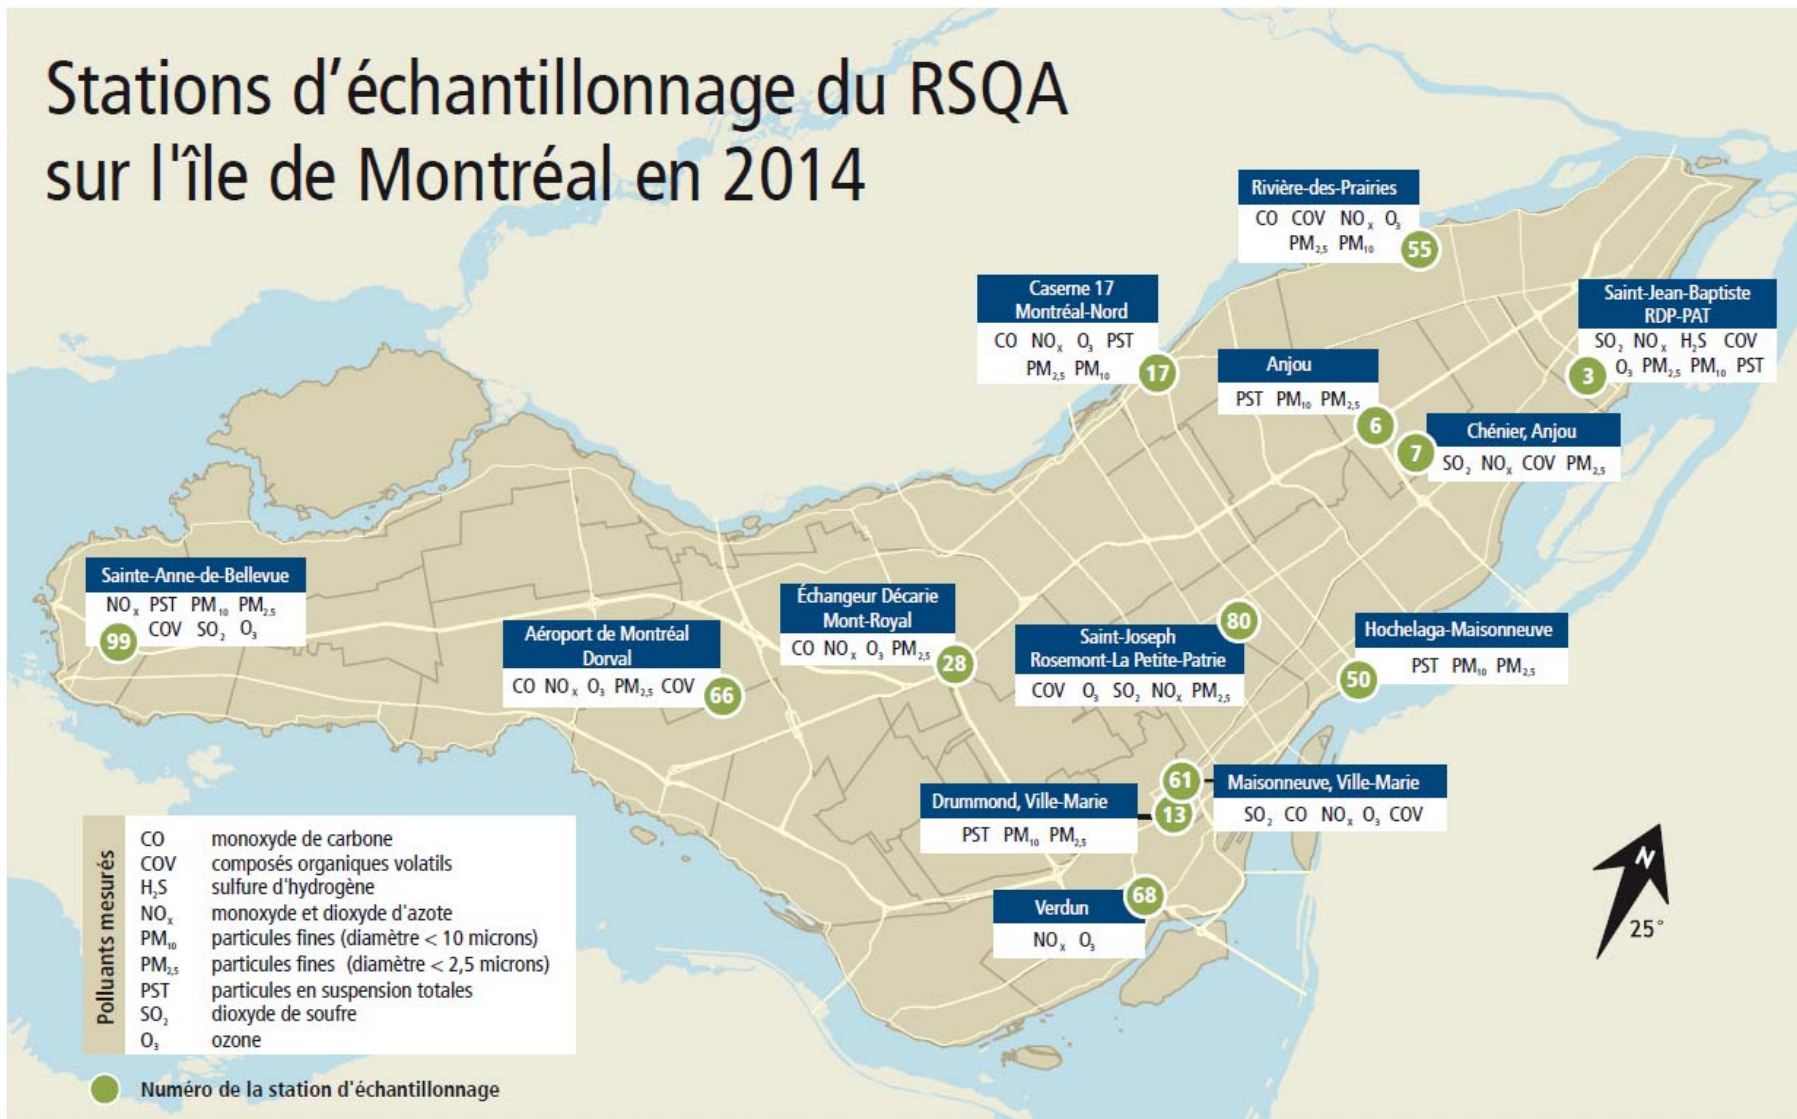 Stations d'échantillonnage du RSQA
sur l'île de Montréal en 2014
Rivière-des-Prairies
CO COV NOₓ O₃
PM₂,₅ PM₁₀
55
Caserne 17
Montréal-Nord
CO NOₓ O₃ PST
PM₂,₅ PM₁₀
17
Saint-Jean-Baptiste
RDP-PAT
SO₂ NOₓ H₂S COV
O₃ PM₂,₅ PM₁₀ PST
3
Anjou
PST PM₁₀ PM₂,₅
6
Chénier, Anjou
SO₂ NOₓ COV PM₂,₅
7
Sainte-Anne-de-Bellevue
NOₓ PST PM₁₀ PM₂,₅
COV SO₂ O₃
99
Aéroport de Montréal
Dorval
CO NOₓ O₃ PM₂,₅ COV
66
Échangeur Décarie
Mont-Royal
CO NOₓ O₃ PM₂,₅
28
Saint-Joseph
Rosemont-La Petite-Patrie
COV O₃ SO₂ NOₓ PM₂,₅
80
Hochelaga-Maisonneuve
PST PM₁₀ PM₂,₅
50
Maisonneuve, Ville-Marie
SO₂ CO NOₓ O₃ COV
61
Drummond, Ville-Marie
PST PM₁₀ PM₂,₅
13
Verdun
NOₓ O₃
68
N
25°
Polluants mesurés
CO monoxyde de carbone
COV composés organiques volatils
H₂S sulfure d'hydrogène
NOₓ monoxyde et dioxyde d'azote
PM₁₀ particules fines (diamètre < 10 microns)
PM₂,₅ particules fines (diamètre < 2,5 microns)
PST particules en suspension totales
SO₂ dioxyde de soufre
O₃ ozone
Numéro de la station d'échantillonnage